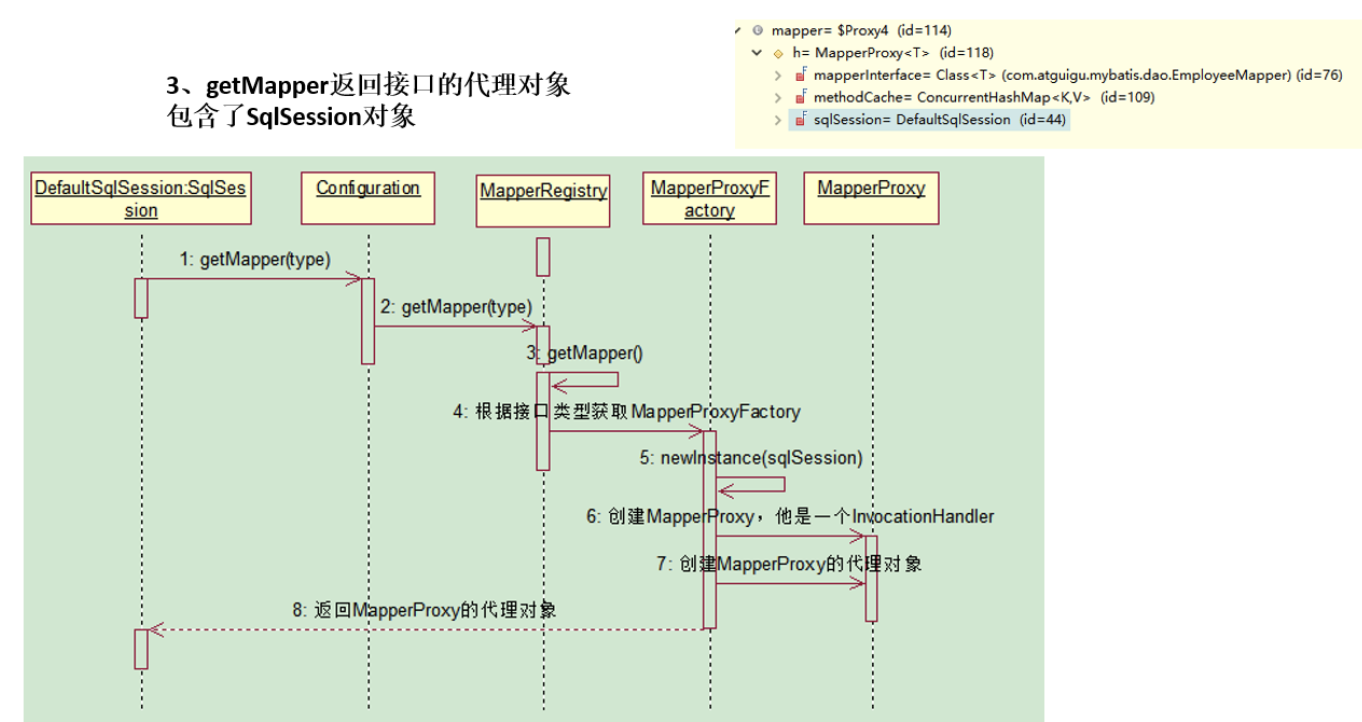 mapper= $Proxy4 (id=114)
h= MapperProxy<T> (id=118)
mapperInterface= Class<T> (com.atguigu.mybatis.dao.EmployeeMapper) (id=76)
methodCache= ConcurrentHashMap<K,V> (id=109)
sqlSession= DefaultSqlSession (id=44)
3、getMapper返回接口的代理对象
包含了SqlSession对象
DefaultSqlSession:SqlSes
sion
Configuration
MapperRegistry
MapperProxyF
actory
MapperProxy
1: getMapper(type)
2: getMapper(type)
3: getMapper()
4: 根据接口类型获取MapperProxyFactory
5: newInstance(sqlSession)
6: 创建MapperProxy，他是一个InvocationHandler
7: 创建MapperProxy的代理对象
8: 返回MapperProxy的代理对象